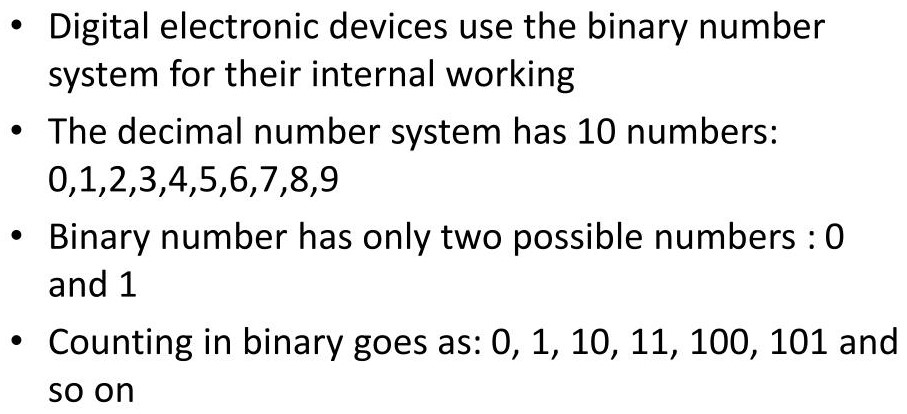 • Digital electronic devices use the binary number
system for their internal working
• The decimal number system has 10 numbers:
0,1,2,3,4,5,6,7,8,9
• Binary number has only two possible numbers : 0
and 1
• Counting in binary goes as: 0, 1, 10, 11, 100, 101 and
so on